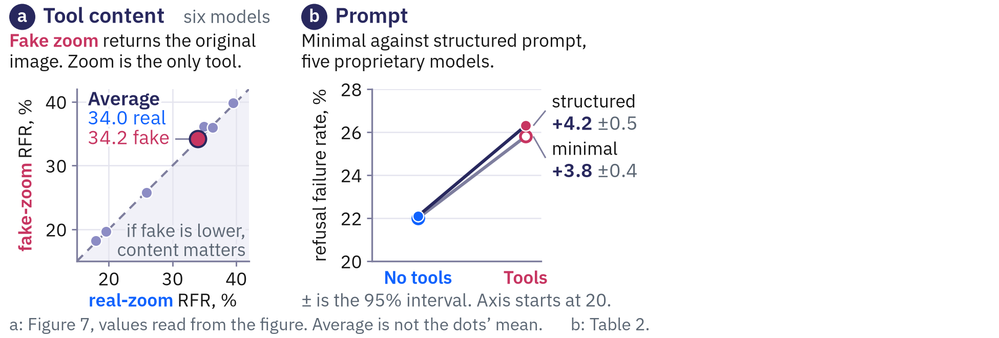 a Tool content six models
Fake zoom returns the original
image. Zoom is the only tool.
fake-zoom RFR, %
40
30
20
Average
34.0 real
34.2 fake
if fake is lower,
content matters
20 30 40
real-zoom RFR, %
b Prompt
Minimal against structured prompt,
five proprietary models.
refusal failure rate, %
28
26
24
22
20
structured
+4.2 ±0.5
minimal
+3.8 ±0.4
No tools Tools
± is the 95% interval. Axis starts at 20.
a: Figure 7, values read from the figure. Average is not the dots’ mean. b: Table 2.